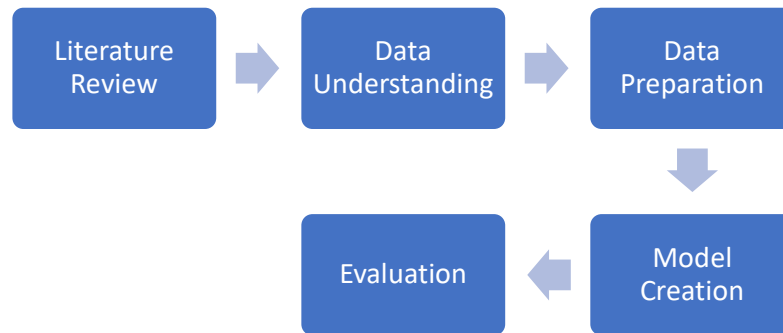 Literature
Review
Data
Understanding
Data
Preparation
Model
Creation
Evaluation